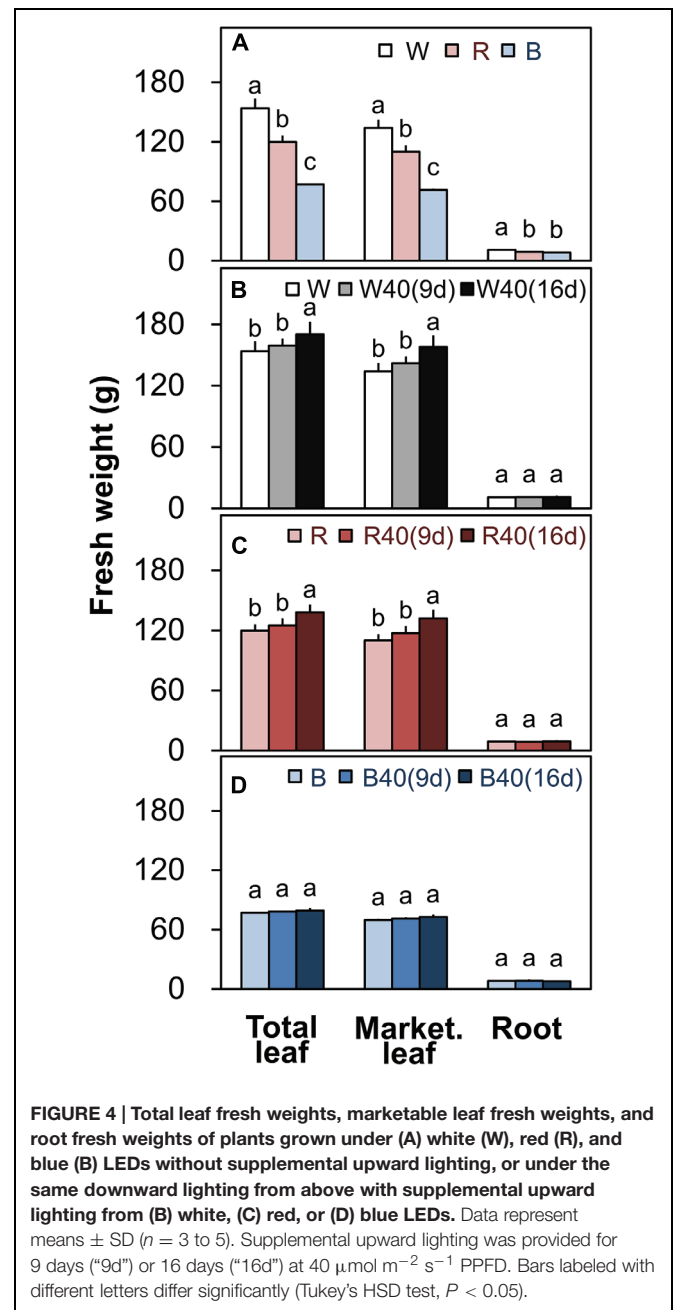 A
W R B
180
120
60
0
a b c
a b c
a b b
B
W W40(9d) W40(16d)
180
120
60
0
b b a
b b a
a a a
Fresh weight (g)
C
R R40(9d) R40(16d)
180
120
60
0
b b a
b b a
a a a
D
B B40(9d) B40(16d)
180
120
60
0
a a a
a a a
a a a
Total leaf
Market. leaf
Root
FIGURE 4 | Total leaf fresh weights, marketable leaf fresh weights, and
root fresh weights of plants grown under (A) white (W), red (R), and
blue (B) LEDs without supplemental upward lighting, or under the
same downward lighting from above with supplemental upward
lighting from (B) white, (C) red, or (D) blue LEDs. Data represent
means ± SD (n = 3 to 5). Supplemental upward lighting was provided for
9 days (“9d”) or 16 days (“16d”) at 40 μmol m⁻² s⁻¹ PPFD. Bars labeled with
different letters differ significantly (Tukey’s HSD test, P < 0.05).